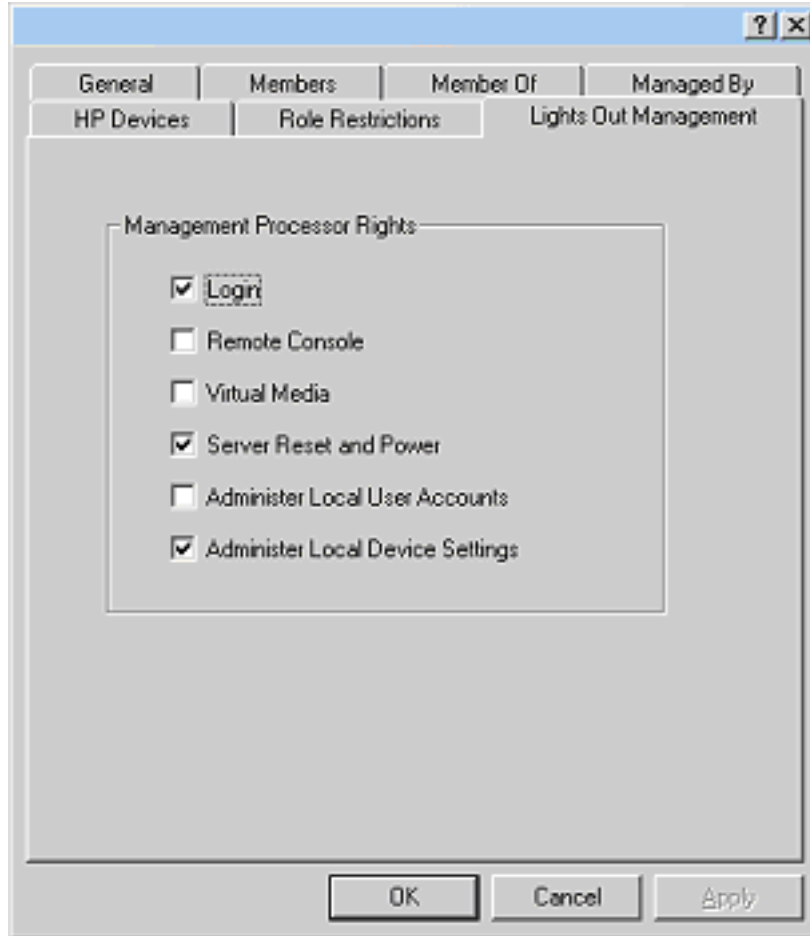 ?
General Members Member Of Managed By
HP Devices Role Restrictions Lights Out Management
Management Processor Rights
Login
Remote Console
Virtual Media
Server Reset and Power
Administer Local User Accounts
Administer Local Device Settings
OK Cancel Apply